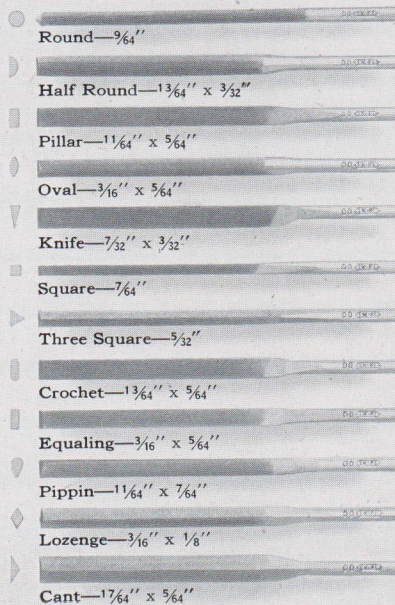 Round—9⁄64″
Half Round—13⁄64″ x 3⁄32″
Pillar—11⁄64″ x 5⁄64″
Oval—3⁄16″ x 5⁄64″
Knife—7⁄32″ x 3⁄32″
Square—7⁄64″
Three Square—5⁄32″
Crochet—13⁄64″ x 5⁄64″
Equaling—3⁄16″ x 5⁄64″
Pippin—11⁄64″ x 7⁄64″
Lozenge—3⁄16″ x 1⁄8″
Cant—17⁄64″ x 5⁄64″